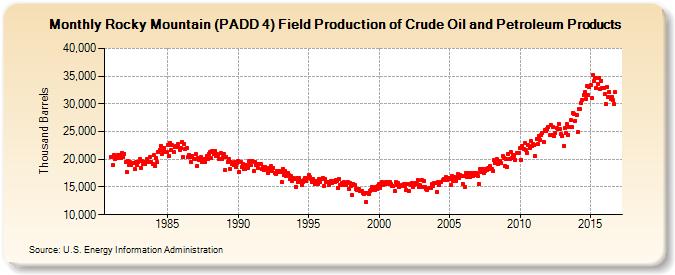 Monthly Rocky Mountain (PADD 4) Field Production of Crude Oil and Petroleum Products
Thousand Barrels
40,000
35,000
30,000
25,000
20,000
15,000
10,000
1985 1990 1995 2000 2005 2010 2015
Source: U.S. Energy Information Administration